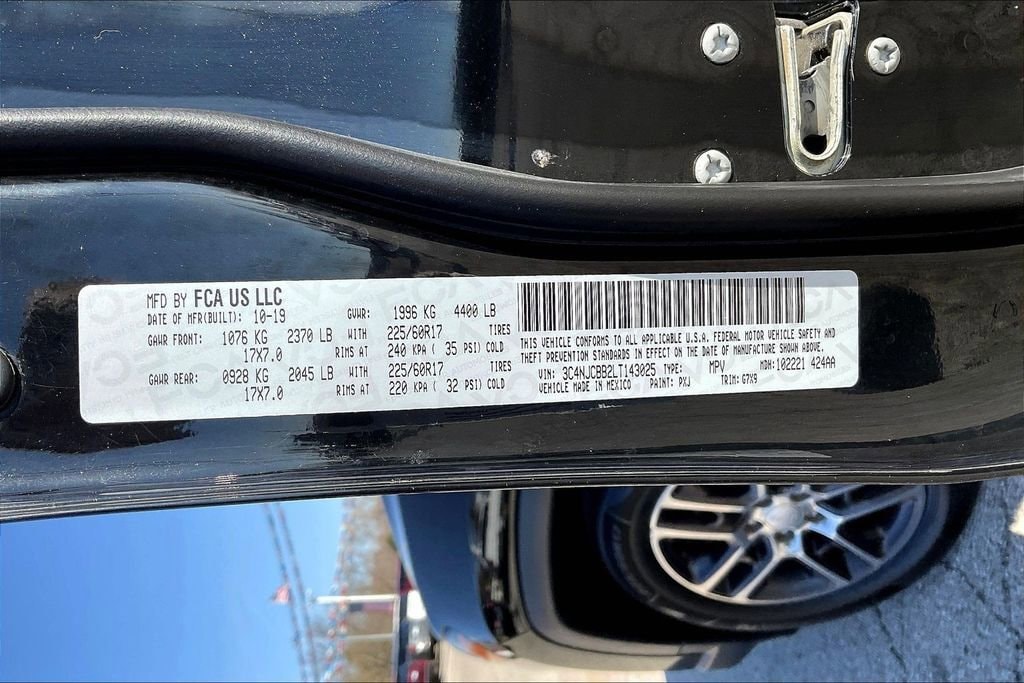 MFD BY FCA US LLC
DATE OF MFR(BUILT): 10-19 GVWR: 1996 KG 4400 LB
GAWR FRONT: 1076 KG 2370 LB WITH 225/60R17 TIRES
17X7.0 RIMS AT 240 KPA ( 35 PSI) COLD
GAWR REAR: 0928 KG 2045 LB WITH 225/60R17 TIRES
17X7.0 RIMS AT 220 KPA ( 32 PSI) COLD
THIS VEHICLE CONFORMS TO ALL APPLICABLE U.S.A. FEDERAL MOTOR VEHICLE SAFETY AND
THEFT PREVENTION STANDARDS IN EFFECT ON THE DATE OF MANUFACTURE SHOWN ABOVE.
VIN: 3C4NJCBB2LT143025 TYPE: MPV MDH: 102221 424AA
VEHICLE MADE IN MEXICO PAINT: PXJ TRIM: G7X9